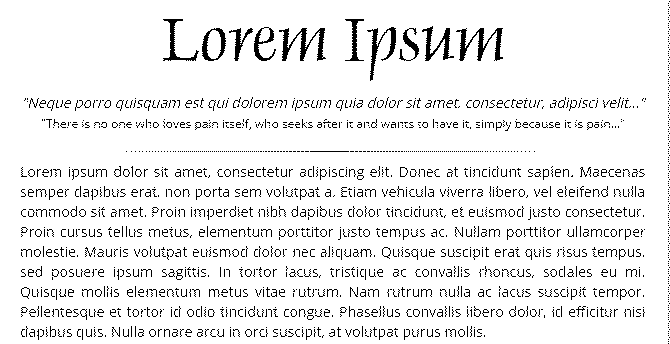 Lorem Ipsum
"Neque porro quisquam est qui dolorem ipsum quia dolor sit amet, consectetur, adipisci velit..."
"There is no one who loves pain itself, who seeks after it and wants to have it, simply because it is pain..."
Lorem ipsum dolor sit amet, consectetur adipiscing elit. Donec at tincidunt sapien. Maecenas
semper dapibus erat, non porta sem volutpat a. Etiam vehicula viverra libero, vel eleifend nulla
commodo sit amet. Proin imperdiet nibh dapibus dolor tincidunt, et euismod justo consectetur.
Proin cursus tellus metus, elementum porttitor justo tempus ac. Nullam porttitor ullamcorper
molestie. Mauris volutpat euismod dolor nec aliquam. Quisque suscipit erat quis risus tempus,
sed posuere ipsum sagittis. In tortor lacus, tristique ac convallis rhoncus, sodales eu mi.
Quisque mollis elementum metus vitae rutrum. Nam rutrum nulla ac lacus suscipit tempor.
Pellentesque et tortor id odio tincidunt congue. Phasellus convallis libero dolor, id efficitur nisi
dapibus quis. Nulla ornare arcu in orci suscipit, at volutpat purus mollis.